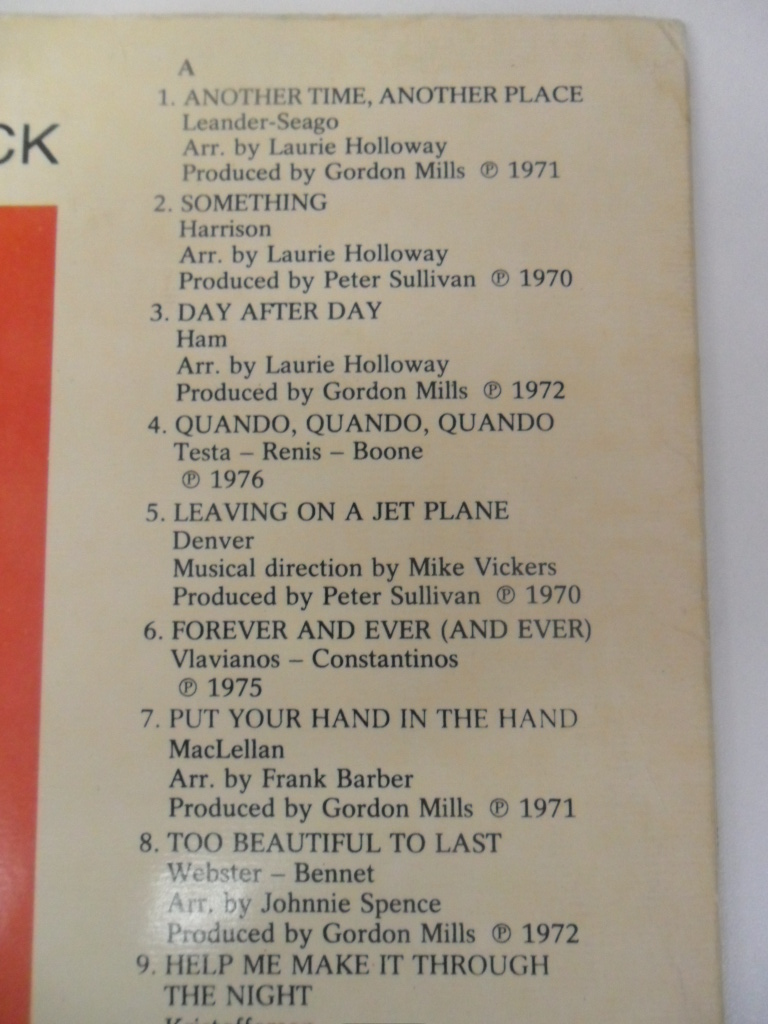 CK
A
1. ANOTHER TIME, ANOTHER PLACE
Leander-Seago
Arr. by Laurie Holloway
Produced by Gordon Mills ℗ 1971
2. SOMETHING
Harrison
Arr. by Laurie Holloway
Produced by Peter Sullivan ℗ 1970
3. DAY AFTER DAY
Ham
Arr. by Laurie Holloway
Produced by Gordon Mills ℗ 1972
4. QUANDO, QUANDO, QUANDO
Testa – Renis – Boone
℗ 1976
5. LEAVING ON A JET PLANE
Denver
Musical direction by Mike Vickers
Produced by Peter Sullivan ℗ 1970
6. FOREVER AND EVER (AND EVER)
Vlavianos – Constantinos
℗ 1975
7. PUT YOUR HAND IN THE HAND
MacLellan
Arr. by Frank Barber
Produced by Gordon Mills ℗ 1971
8. TOO BEAUTIFUL TO LAST
Webster – Bennet
Arr. by Johnnie Spence
Produced by Gordon Mills ℗ 1972
9. HELP ME MAKE IT THROUGH
THE NIGHT